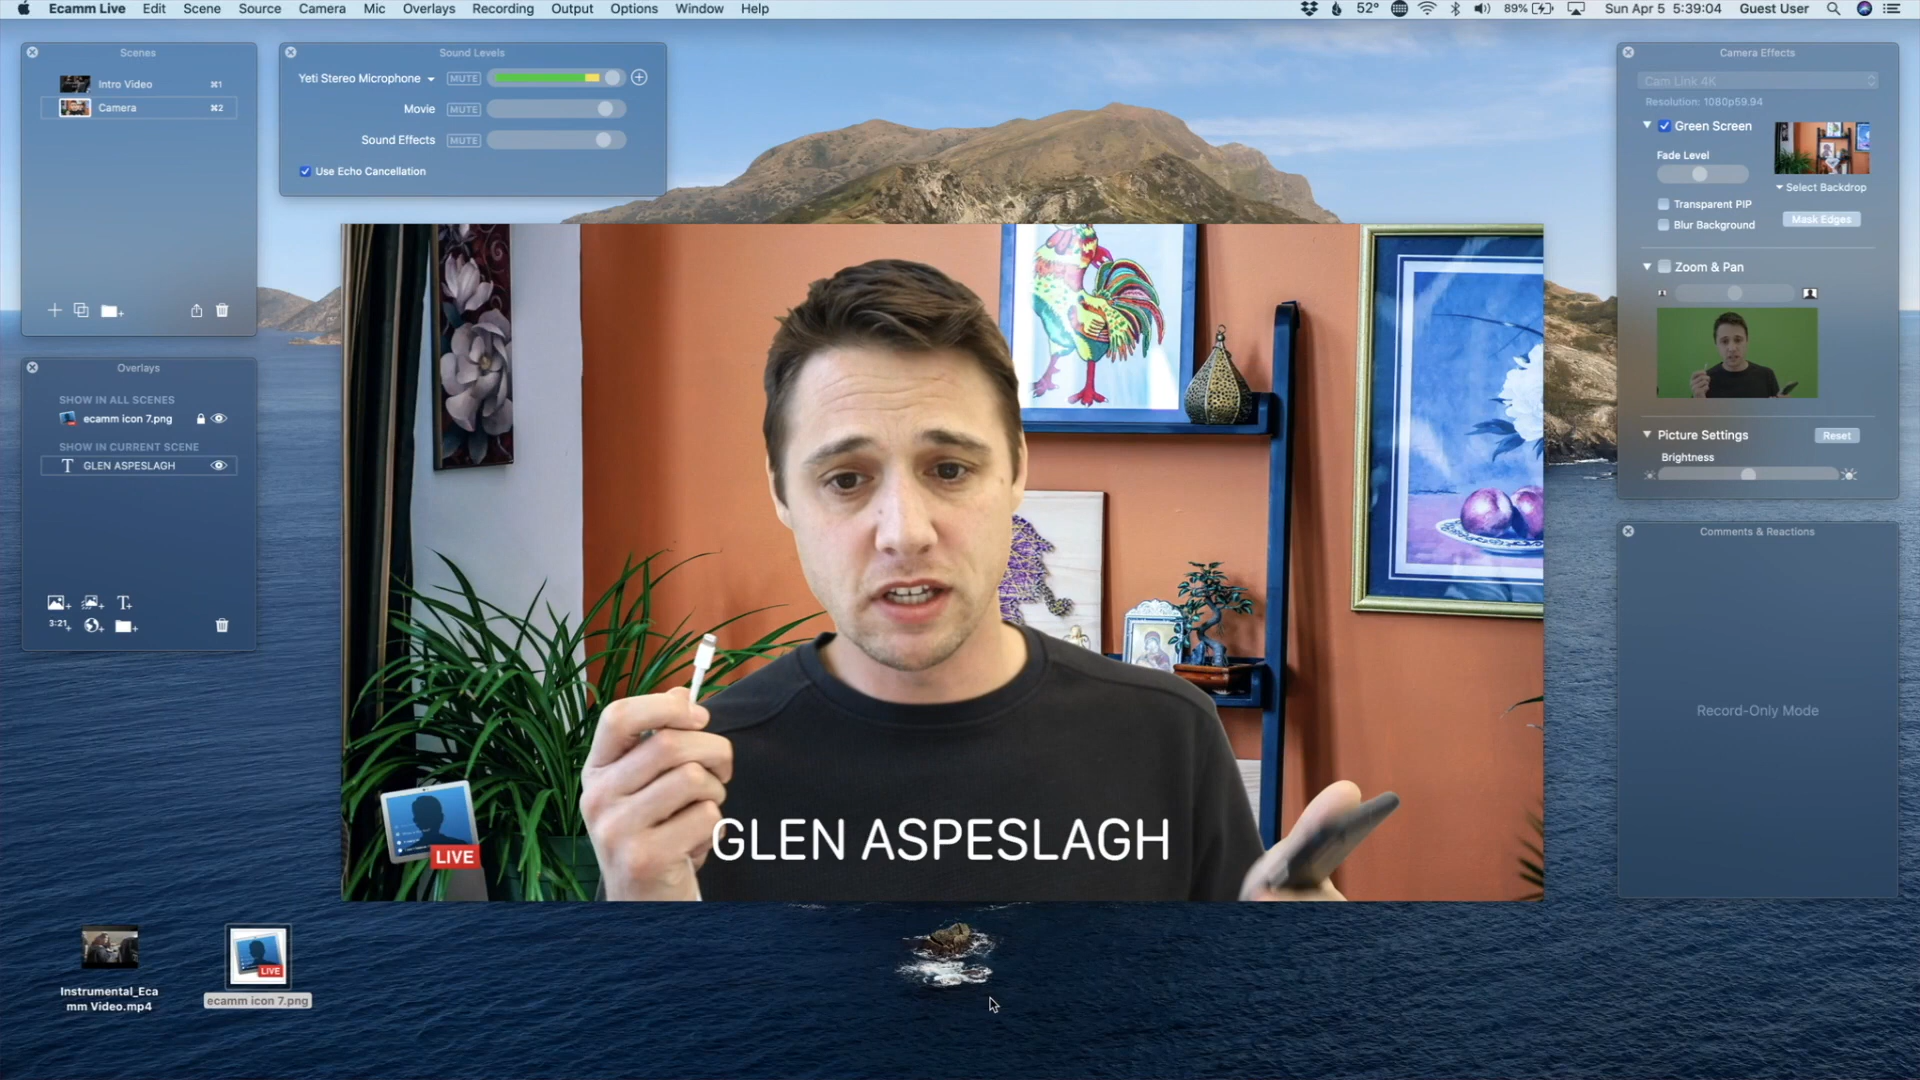 Ecamm Live Edit Scene Source Camera Mic Overlays Recording Output Options Window Help
52° 89% Sun Apr 5 5:39:04 Guest User
Scenes
Intro Video ⌘1
Camera ⌘2
Sound Levels
Yeti Stereo Microphone MUTE
Movie MUTE
Sound Effects MUTE
Use Echo Cancellation
Overlays
SHOW IN ALL SCENES
ecamm icon 7.png
SHOW IN CURRENT SCENE
T GLEN ASPESLAGH
T+
3:21+
Camera Effects
Cam Link 4K
Resolution: 1080p59.94
Green Screen
Fade Level
Select Backdrop
Transparent PIP
Mask Edges
Blur Background
Zoom & Pan
Picture Settings Reset
Brightness
Comments & Reactions
Record-Only Mode
GLEN ASPESLAGH
LIVE
Instrumental_Eca
mm Video.mp4
LIVE
ecamm icon 7.png